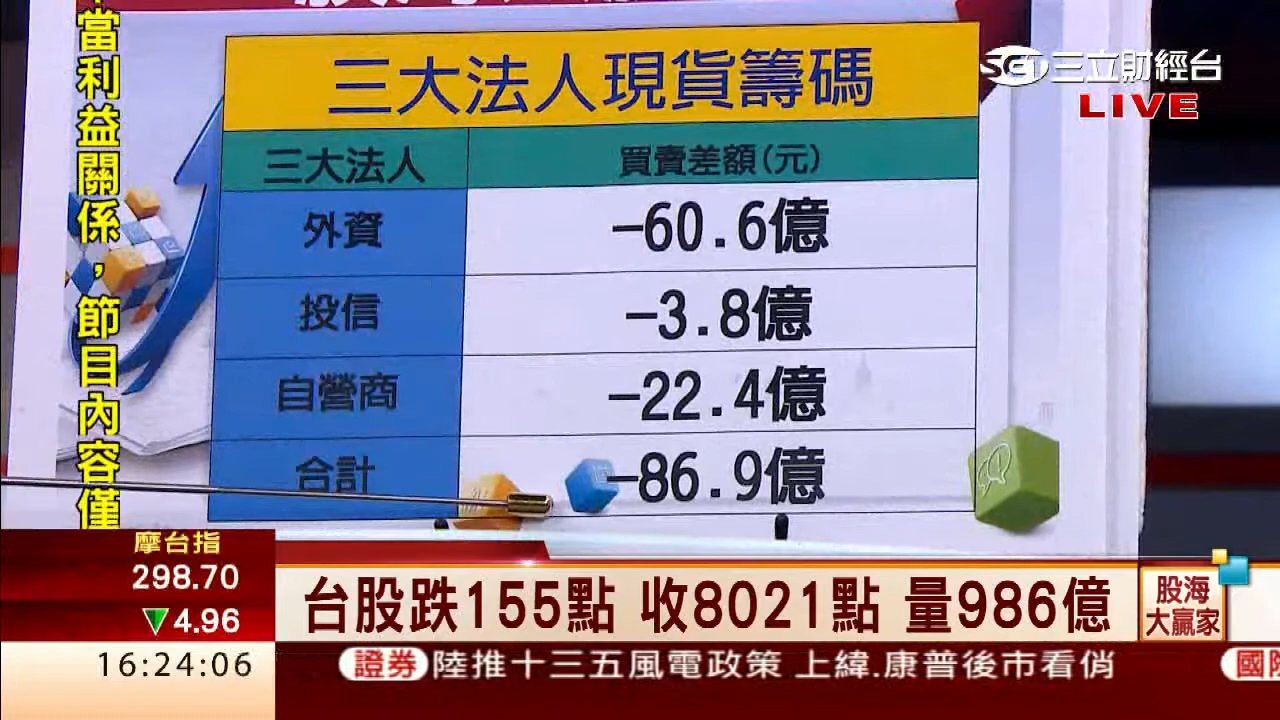 當利益關係，節目內容僅
三大法人現貨籌碼
三大法人 買賣差額(元)
外資 -60.6億
投信 -3.8億
自營商 -22.4億
合計 -86.9億
SET三立財經台
LIVE
摩台指
298.70
▼4.96
16:24:06
台股跌155點 收8021點 量986億
股海
大贏家
證券 陸推十三五風電政策 上緯.康普後市看俏